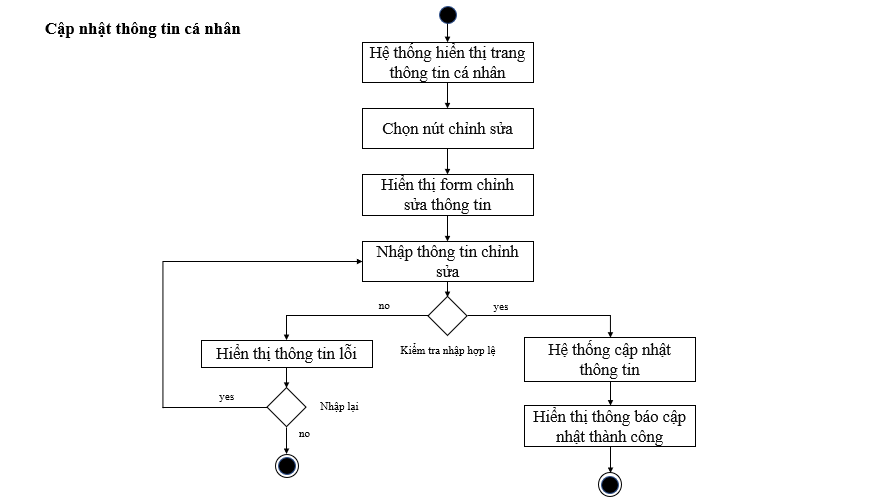 Cập nhật thông tin cá nhân
Hệ thống hiển thị trang
thông tin cá nhân
Chọn nút chỉnh sửa
Hiển thị form chỉnh
sửa thông tin
Nhập thông tin chỉnh
sửa
no
yes
Kiểm tra nhập hợp lệ
Hiển thị thông tin lỗi
Hệ thống cập nhật
thông tin
yes
Nhập lại
no
Hiển thị thông báo cập
nhật thành công